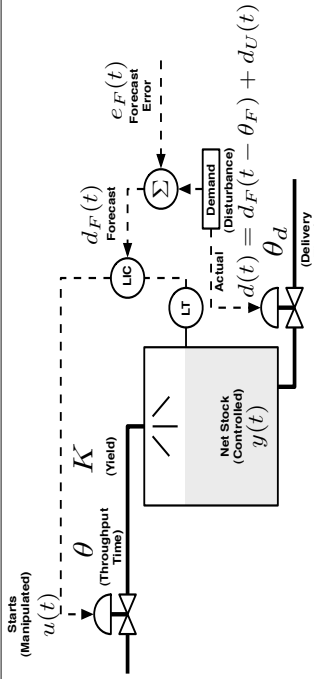 Starts
(Manipulated)
u(t)
θ
(Throughput
Time)
K
(Yield)
LIC
d_F(t)
Forecast
e_F(t)
Forecast
Error
Σ
LT
Actual
Demand
(Disturbance)
d(t) = d_F(t − θ_F) + d_U(t)
Net Stock
(Controlled)
y(t)
θ_d
(Delivery